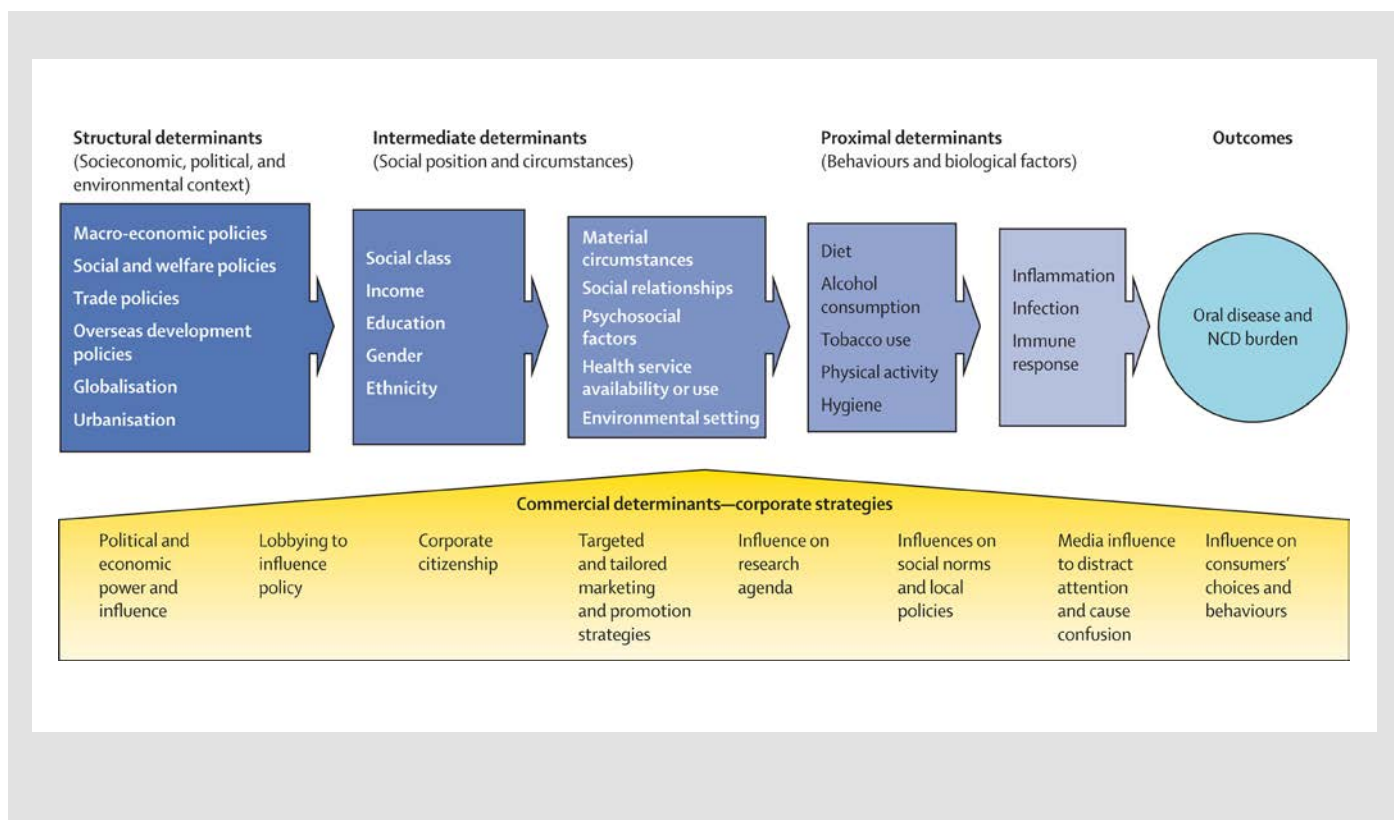 Structural determinants
(Socieconomic, political, and
environmental context)
Intermediate determinants
(Social position and circumstances)
Proximal determinants
(Behaviours and biological factors)
Outcomes
Macro-economic policies
Social and welfare policies
Trade policies
Overseas development
policies
Globalisation
Urbanisation
Social class
Income
Education
Gender
Ethnicity
Material
circumstances
Social relationships
Psychosocial
factors
Health service
availability or use
Environmental setting
Diet
Alcohol
consumption
Tobacco use
Physical activity
Hygiene
Inflammation
Infection
Immune
response
Oral disease and
NCD burden
Commercial determinants—corporate strategies
Political and
economic
power and
influence
Lobbying to
influence
policy
Corporate
citizenship
Targeted
and tailored
marketing
and promotion
strategies
Influence on
research
agenda
Influences on
social norms
and local
policies
Media influence
to distract
attention
and cause
confusion
Influence on
consumers’
choices and
behaviours